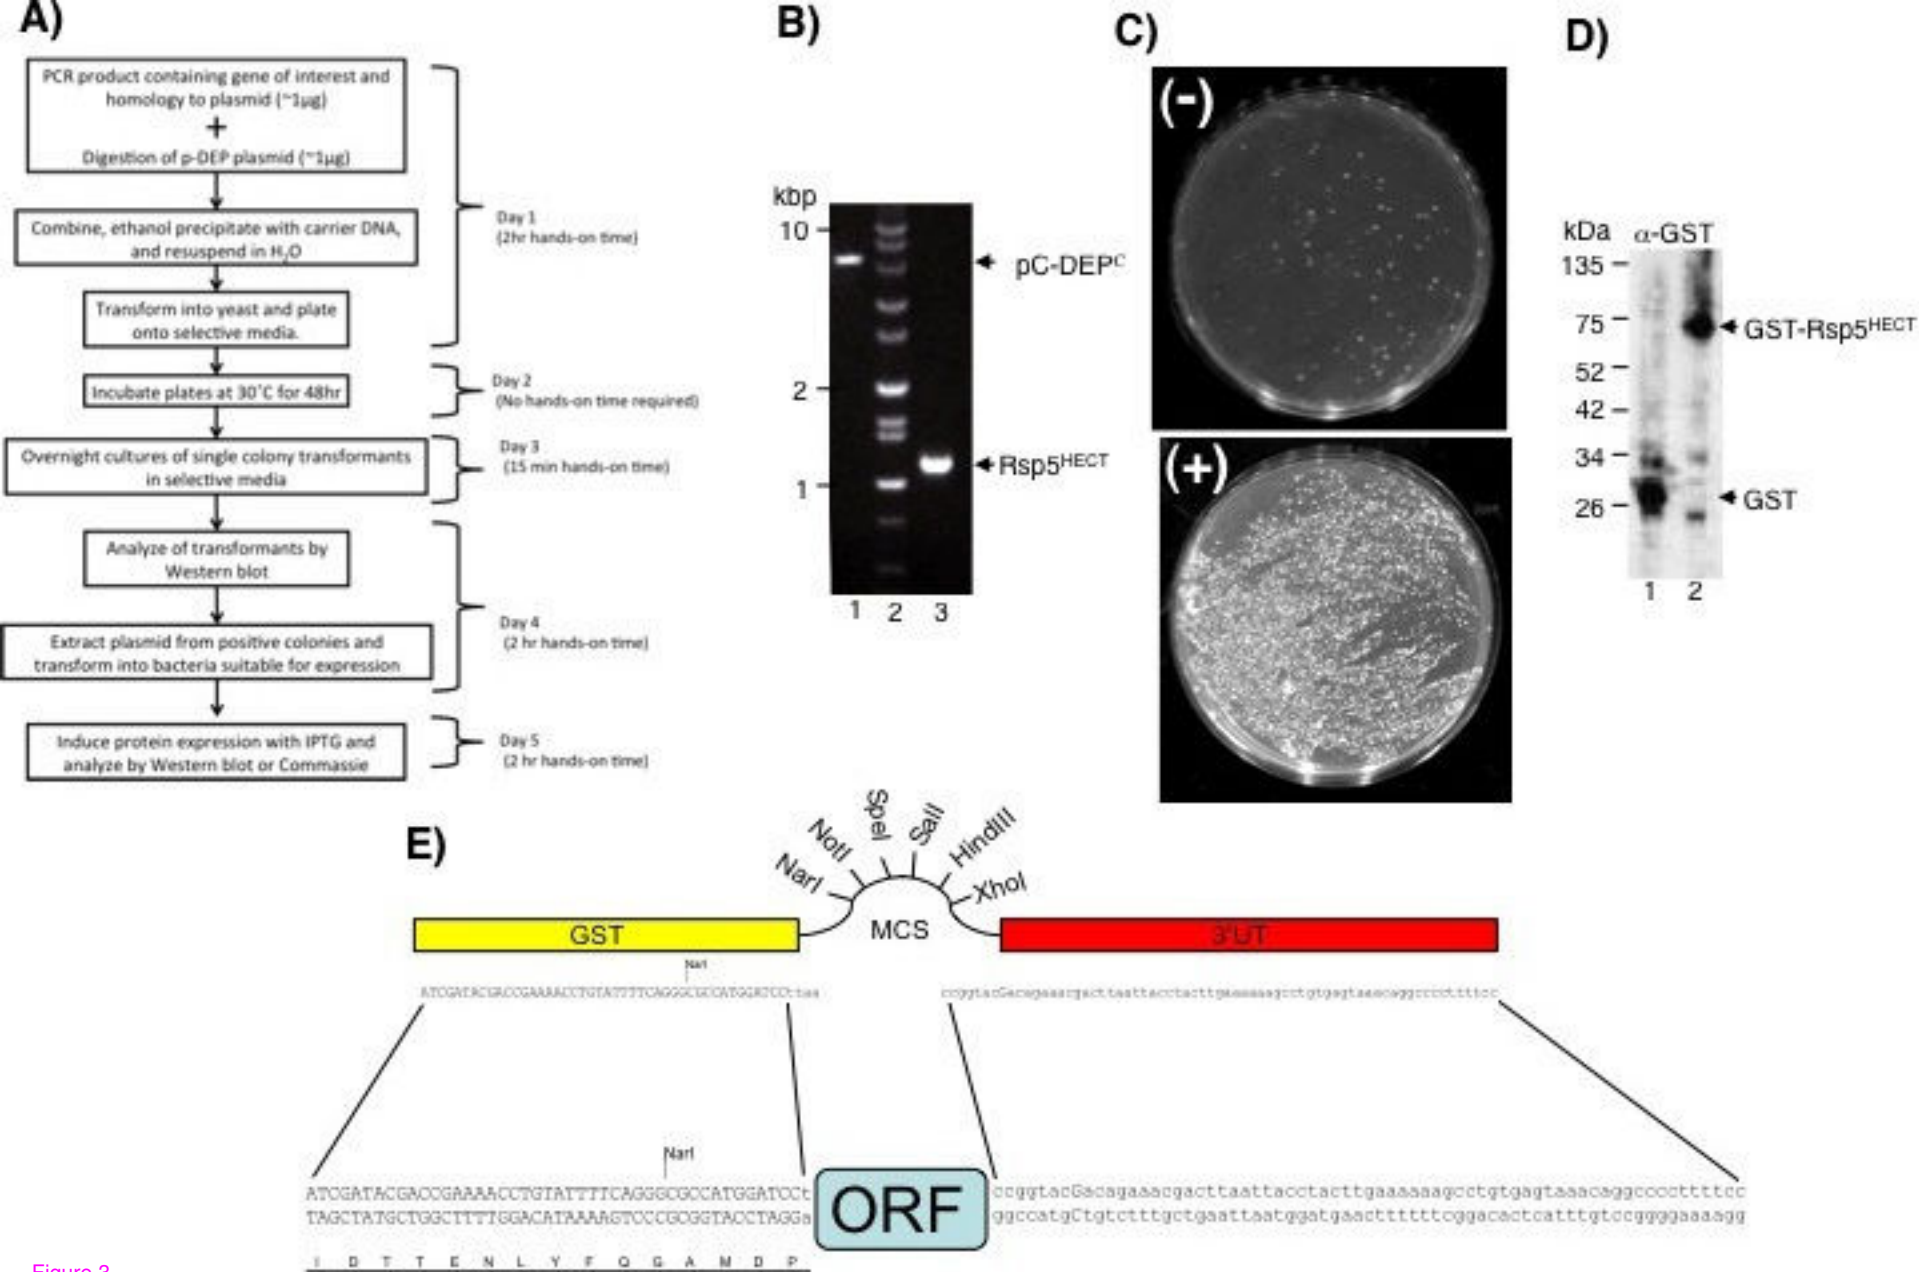 A)
PCR product containing gene of interest and
homology to plasmid (~1µg)
+
Digestion of p-DEP plasmid (~1µg)
Combine, ethanol precipitate with carrier DNA,
and resuspend in H₂O
Transform into yeast and plate
onto selective media.
Day 1
(2hr hands-on time)
Incubate plates at 30˚C for 48hr
Day 2
(No hands-on time required)
Overnight cultures of single colony transformants
in selective media
Day 3
(15 min hands-on time)
Analyze of transformants by
Western blot
Extract plasmid from positive colonies and
transform into bacteria suitable for expression
Day 4
(2 hr hands-on time)
Induce protein expression with IPTG and
analyze by Western blot or Commassie
Day 5
(2 hr hands-on time)
B)
kbp
10
2
1
pC-DEPᶜ
Rsp5ᴴᴱᶜᵀ
1 2 3
C)
(-)
(+)
D)
kDa α-GST
135
75
52
42
34
26
GST-Rsp5ᴴᴱᶜᵀ
GST
1 2
E)
NarI NotI SpeI SalI HindIII XhoI
GST MCS 3'UT
NarI
ATCGATACGACCGAAAACCTGTATTTTCAGGGCGCCATGGATCCttaa
ccggtacGacagaaacgacttaattacctacttgaaaaaagcctgtgagtaaacaggcccccttttcc
NarI
ATCGATACGACCGAAAACCTGTATTTTCAGGGCGCCATGGATCCt
TAGCTATGCTGGCTTTTGGACATAAAAGTCCCGCGGTACCTAGGa
ORF
ccggtacGacagaaacgacttaattacctacttgaaaaaagcctgtgagtaaacaggcccccttttcc
ggccatgCtgtctttgctgaattaatggatgaacttttttcggacactcatttgtccggggaaaagg
I D T T E N L Y F Q G A M D P
Figure 3